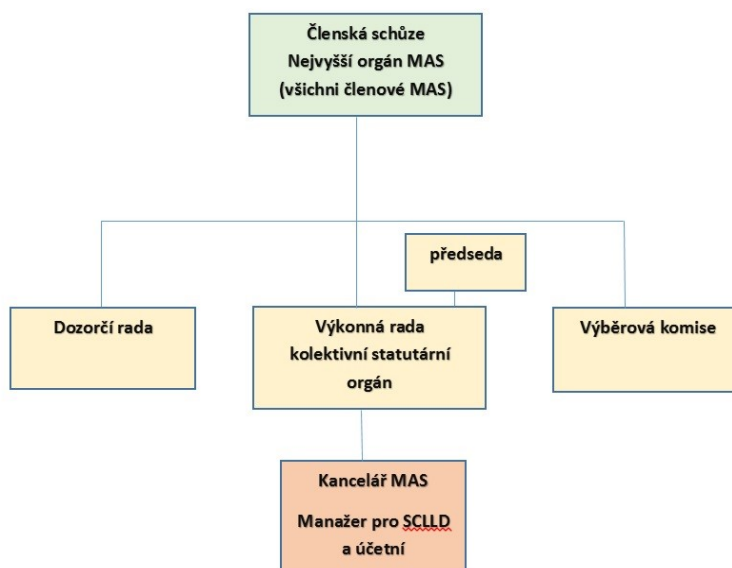 Členská schůze
Nejvyšší orgán MAS
(všichni členové MAS)
předseda
Dozorčí rada
Výkonná rada
kolektivní statutární
orgán
Výběrová komise
Kancelář MAS
Manažer pro SCLLD
a účetní